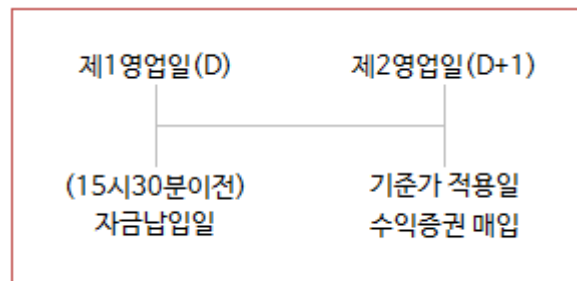 제1영업일(D)
제2영업일(D+1)
(15시30분이전)
자금납입일
기준가 적용일
수익증권 매입